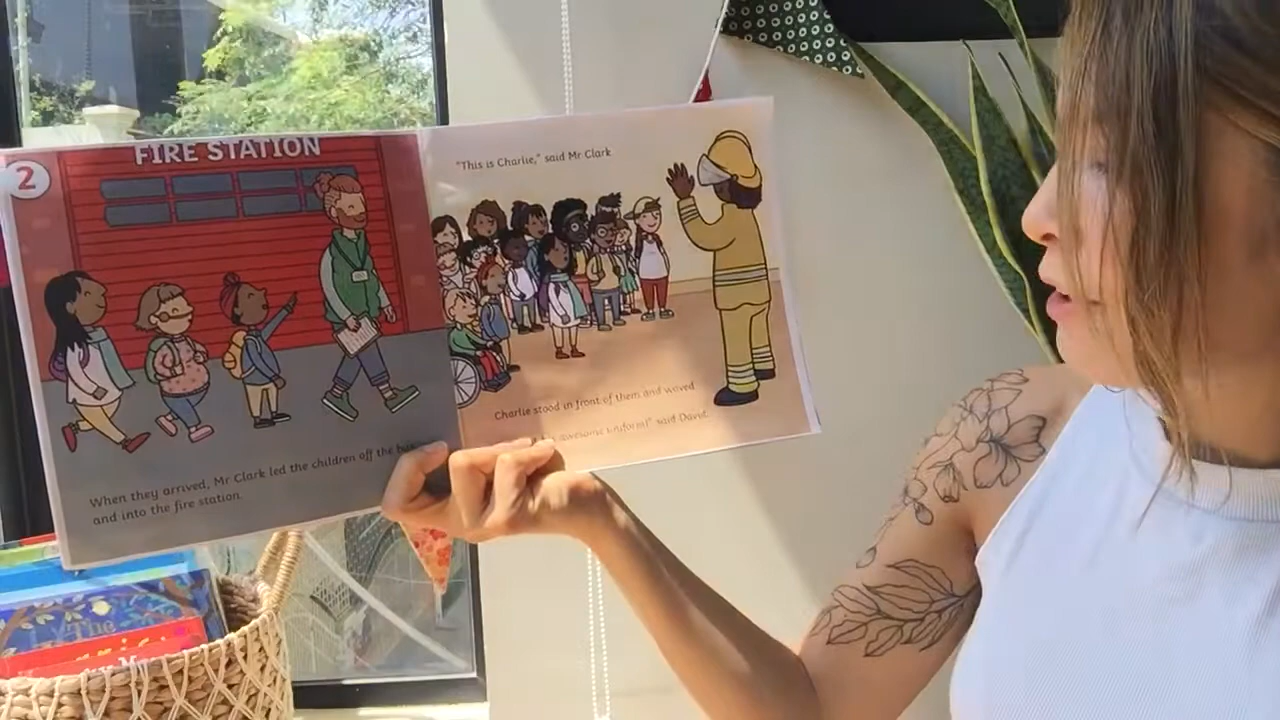 FIRE STATION
2
When they arrived, Mr Clark led the children off the bus
and into the fire station.
"This is Charlie," said Mr Clark
Charlie stood in front of them and waved
awesome uniform!" said David.
The